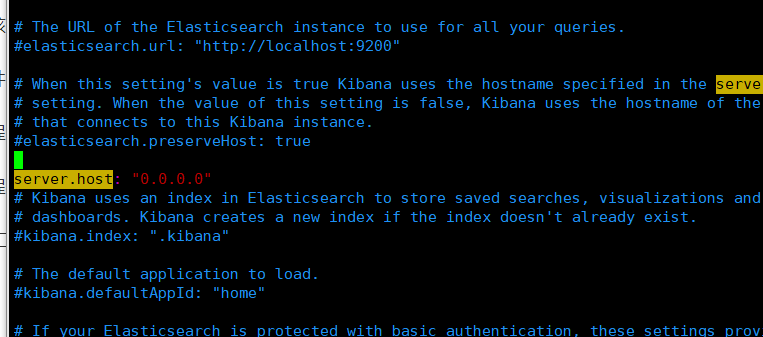 # The URL of the Elasticsearch instance to use for all your queries.
#elasticsearch.url: "http://localhost:9200"
# When this setting's value is true Kibana uses the hostname specified in the server
# setting. When the value of this setting is false, Kibana uses the hostname of the
# that connects to this Kibana instance.
#elasticsearch.preserveHost: true
server.host: "0.0.0.0"
# Kibana uses an index in Elasticsearch to store saved searches, visualizations and
# dashboards. Kibana creates a new index if the index doesn't already exist.
#kibana.index: ".kibana"
# The default application to load.
#kibana.defaultAppId: "home"
# If your Elasticsearch is protected with basic authentication, these settings prov